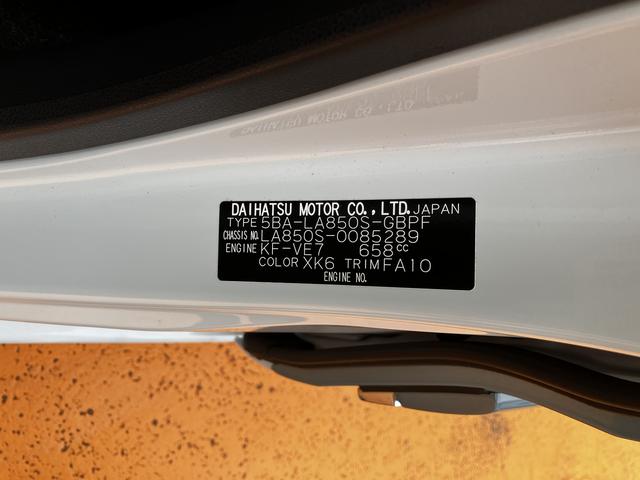 DAIHATSU MOTOR CO., LTD. JAPAN
TYPE 5BA-LA850S-GBPF
CHASSIS NO. LA850S-0085289
ENGINE KF-VE7 658cc
COLOR XK6 TRIM FA10
ENGINE NO.